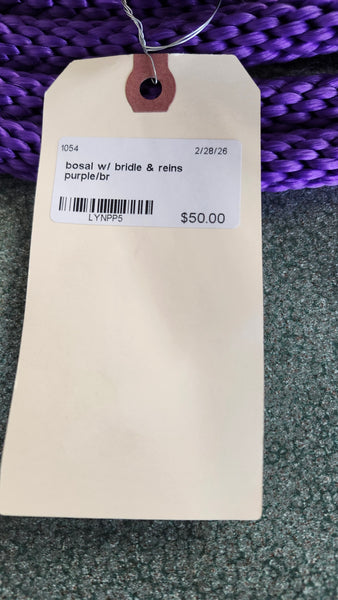 1054 2/28/26
bosal w/ bridle & reins
purple/br
LYNPP5 $50.00